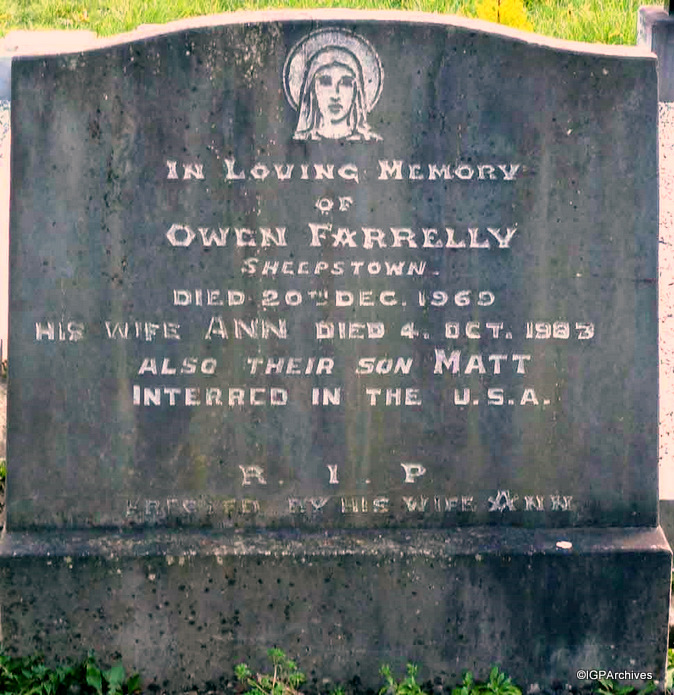 In Loving Memory
OF
OWEN FARRELLY
SHEEPSTOWN.
DIED 20TH DEC. 1969
HIS WIFE ANN DIED 4. OCT. 1983
ALSO THEIR SON MATT
INTERRED IN THE U.S.A.
R. I. P
ERECTED BY HIS WIFE ANN
©IGPArchives